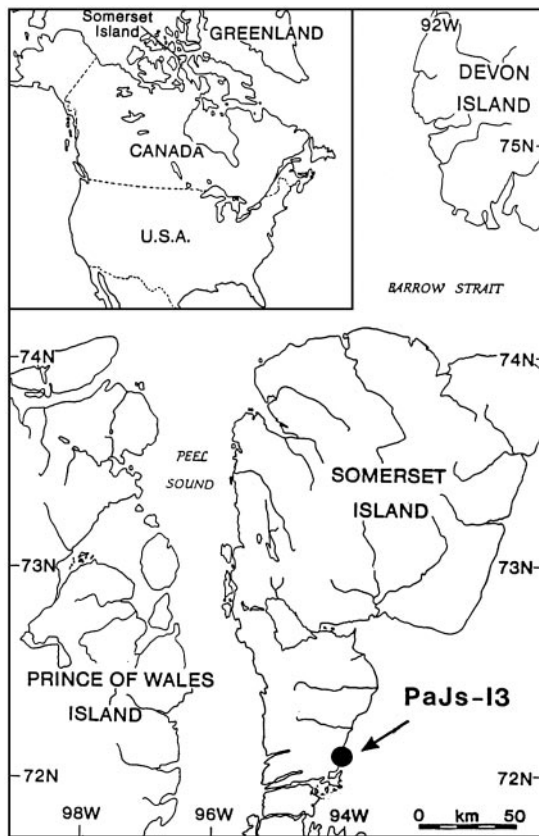 Somerset
Island
GREENLAND
CANADA
U.S.A.
92W
DEVON
ISLAND
75N
BARROW STRAIT
74N
74N
PEEL
SOUND
SOMERSET
ISLAND
73N
73N
PRINCE OF WALES
ISLAND
PaJs-13
72N
72N
98W
96W
94W
0 km 50